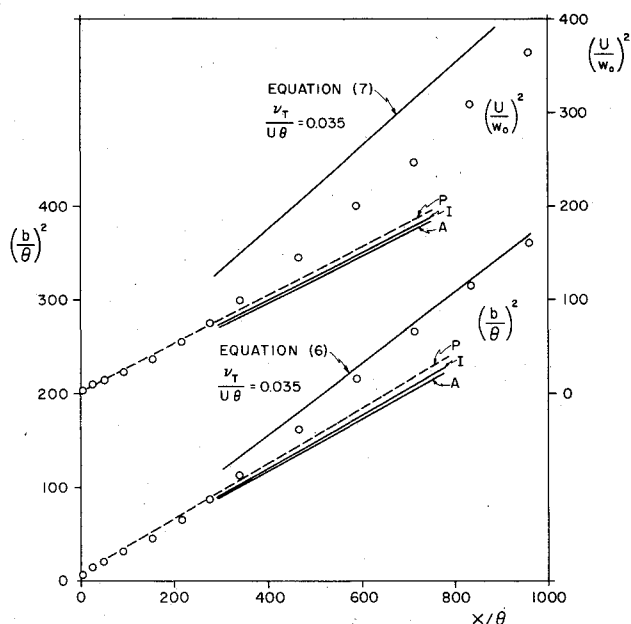 400
(U/w₀)²
EQUATION (7)
ν_T/Uθ = 0.035
(U/w₀)²
300
400
P
I
200
(b/θ)²
A
300
100
(b/θ)²
EQUATION (6)
P
I
200
ν_T/Uθ = 0.035
A
0
100
0
0
200
400
600
800
1000
X/θ